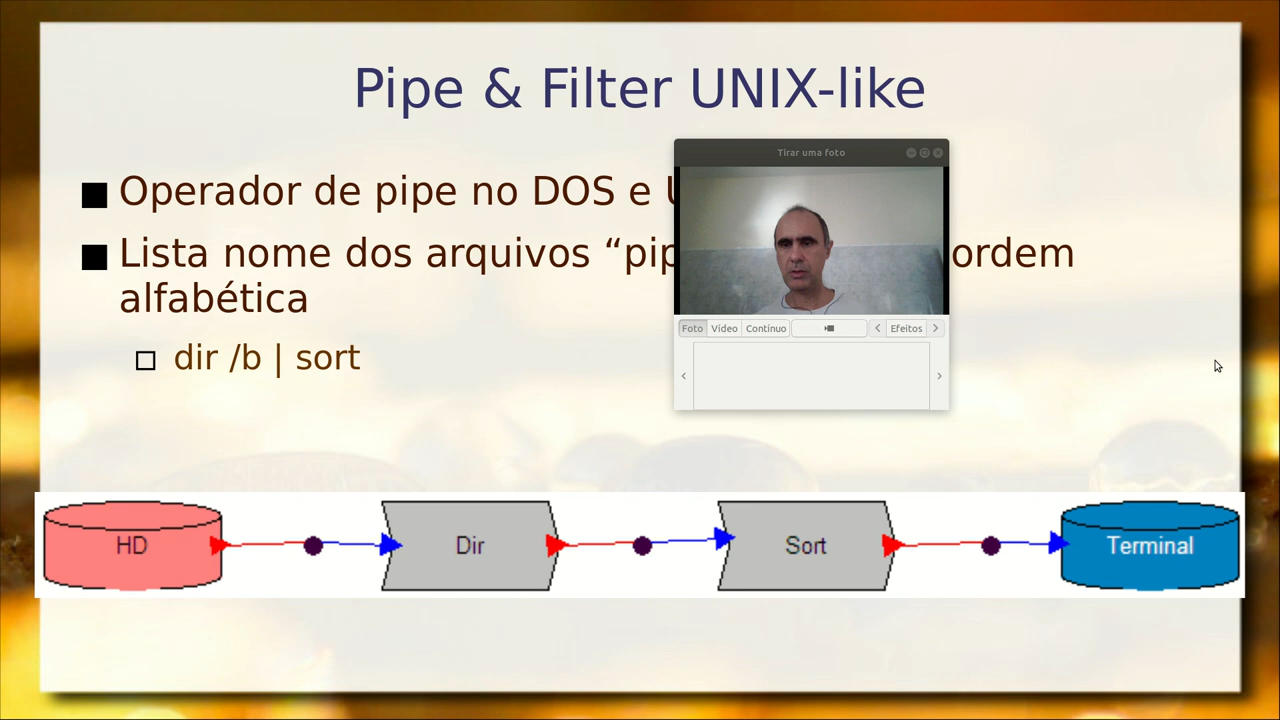 Pipe & Filter UNIX-like
Operador de pipe no DOS e
Lista nome dos arquivos “pip ordem
alfabética
dir /b | sort
Tirar uma foto
Foto Vídeo Contínuo Efeitos
HD Dir Sort Terminal